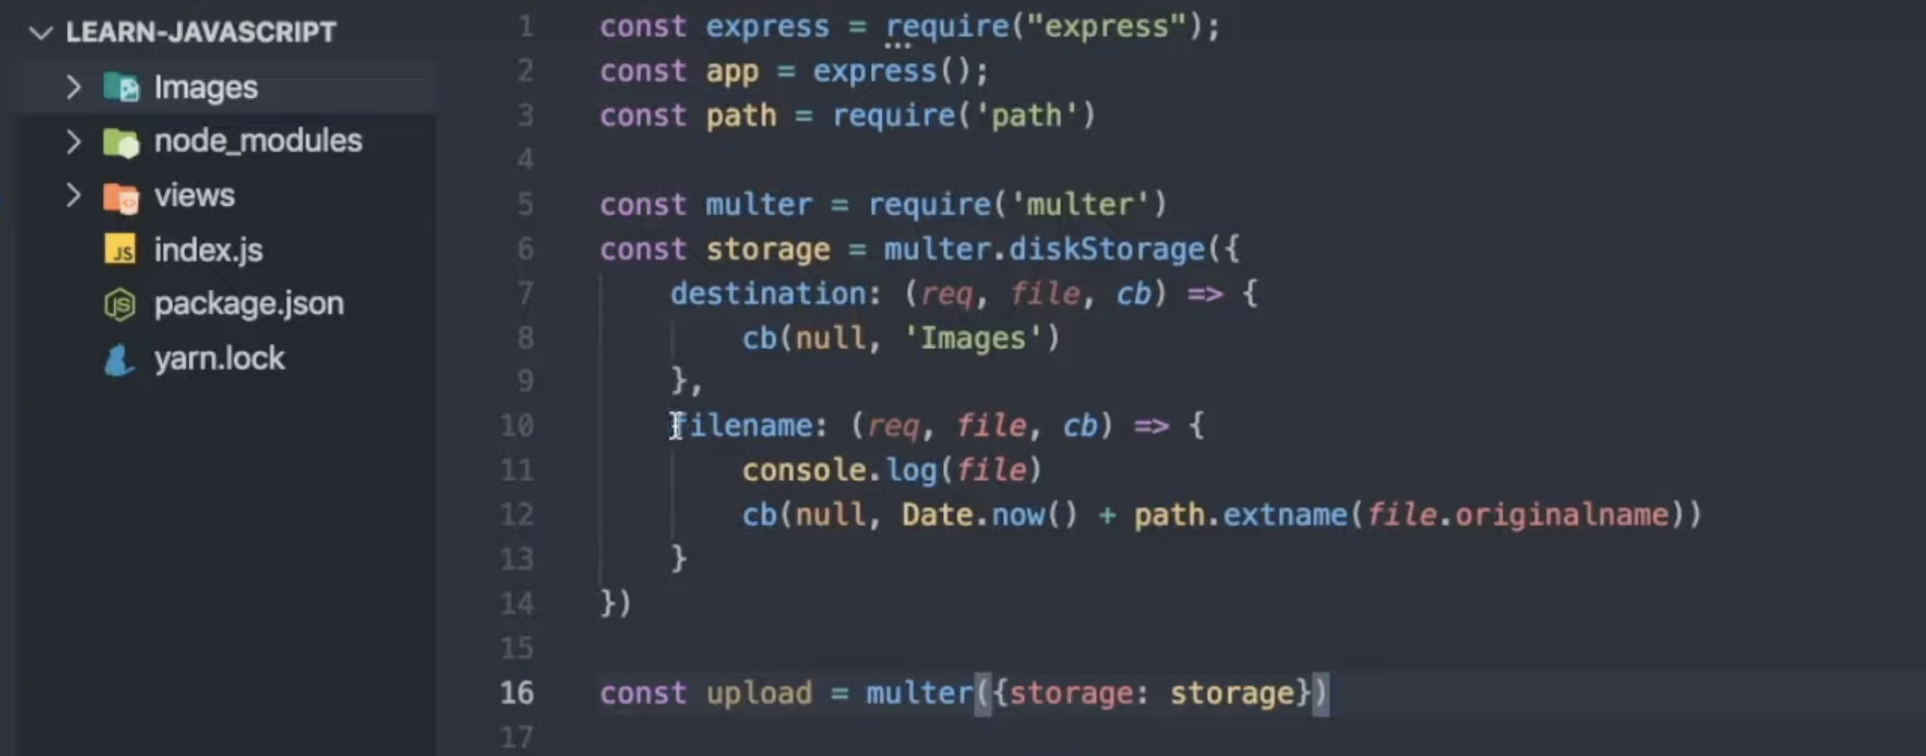 LEARN-JAVASCRIPT
Images
node_modules
views
index.js
package.json
yarn.lock
1 const express = require("express");
2 const app = express();
3 const path = require('path')
4
5 const multer = require('multer')
6 const storage = multer.diskStorage({
7 destination: (req, file, cb) => {
8 cb(null, 'Images')
9 },
10 filename: (req, file, cb) => {
11 console.log(file)
12 cb(null, Date.now() + path.extname(file.originalname))
13 }
14 })
15
16 const upload = multer({storage: storage})
17